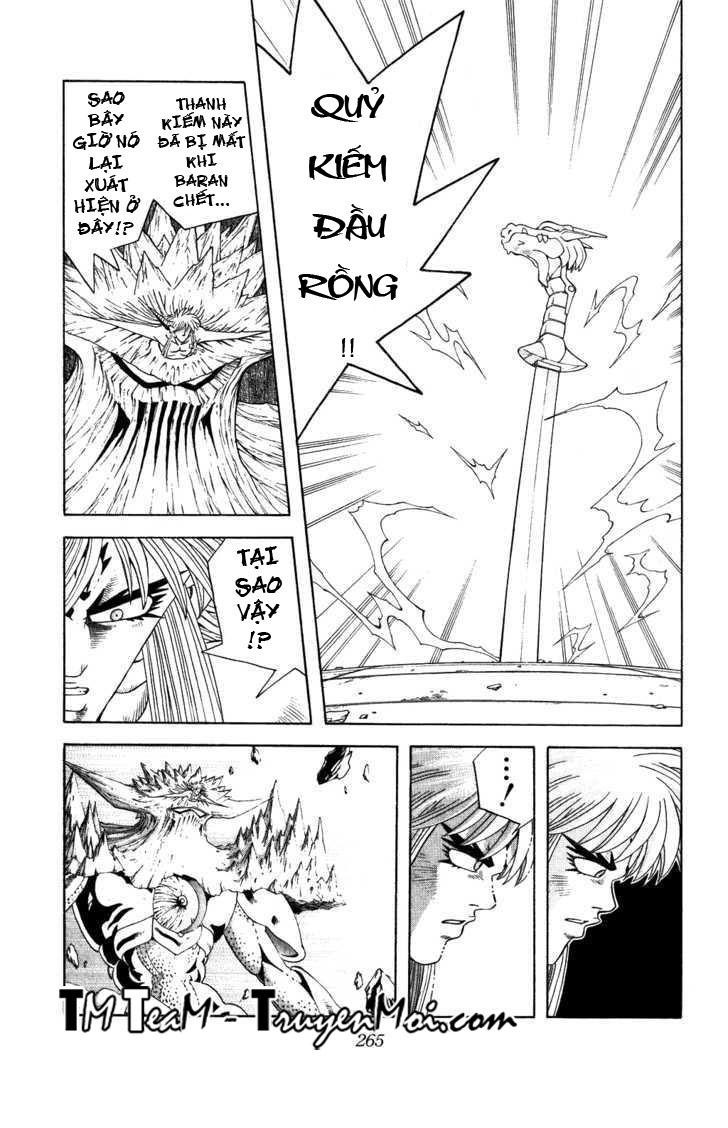 QUỶ
KIẾM
ĐẦU
RỒNG
!!
THANH
KIẾM NÀY
ĐÃ BỊ MẤT
KHI
BARAN
CHẾT...
SAO
BÂY
GIỜ NÓ
LẠI
XUẤT
HIỆN Ở
ĐÂY!?
TẠI
SAO
VẬY
!?
...!
TM TeaM - TruyenMoi.com
265